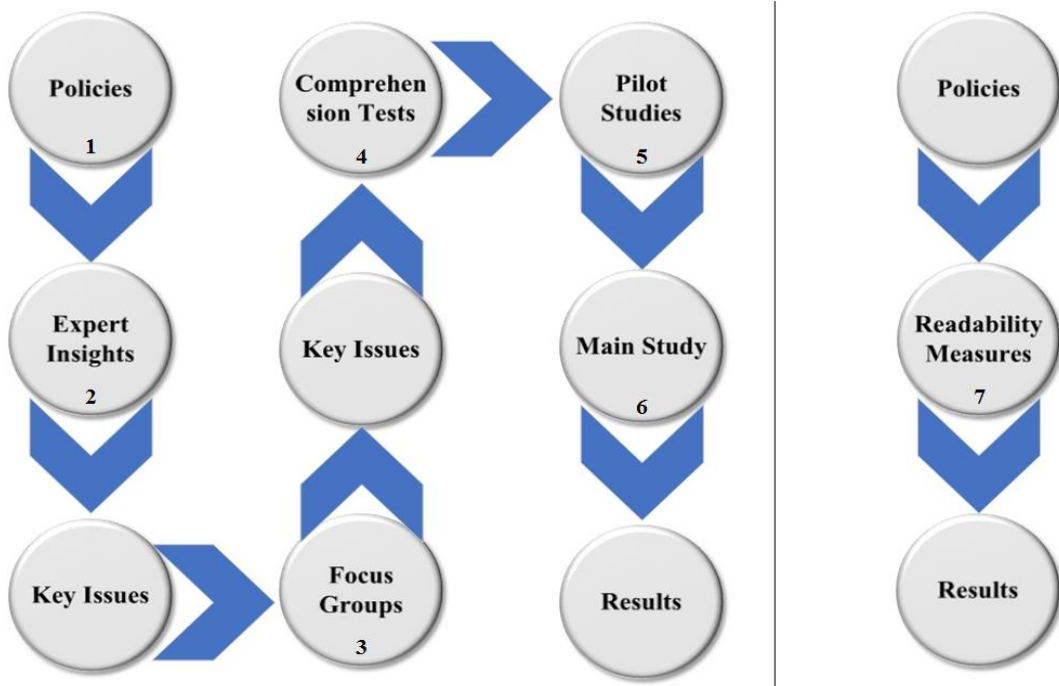 Policies
1
Expert
Insights
2
Key Issues
Focus
Groups
3
Key Issues
Comprehen
sion Tests
4
Pilot
Studies
5
Main Study
6
Results
Policies
Readability
Measures
7
Results